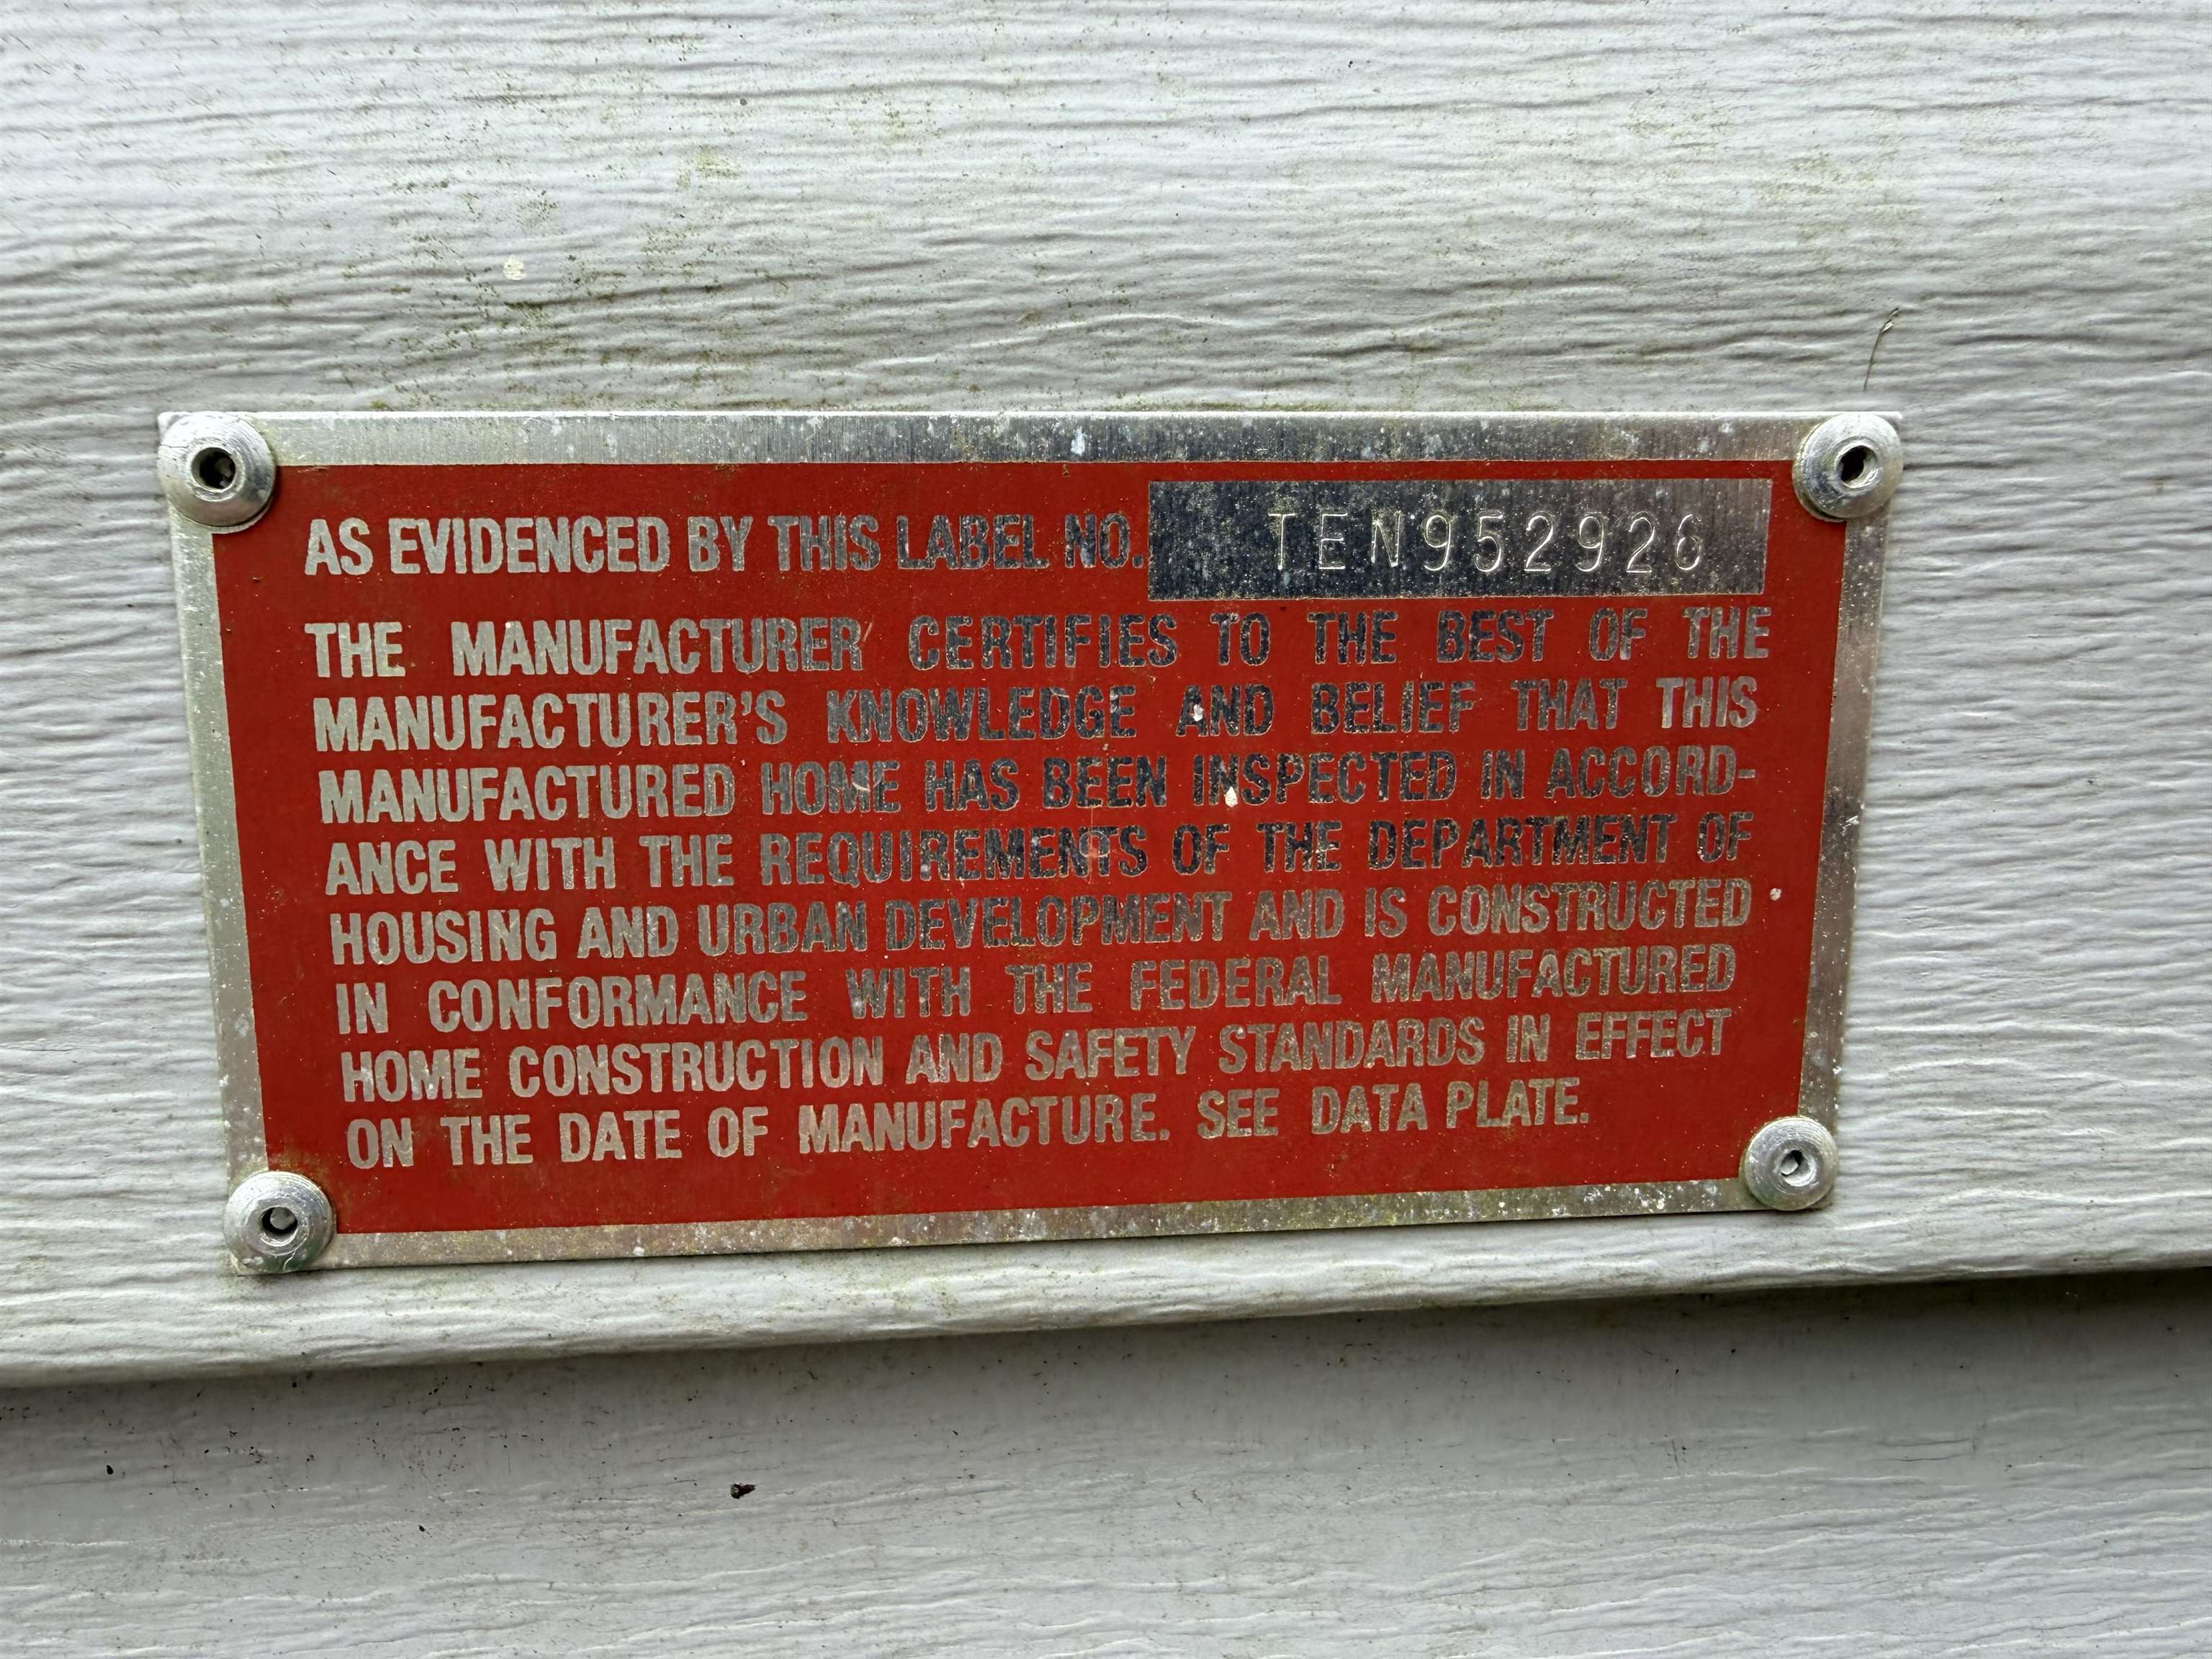 AS EVIDENCED BY THIS LABEL NO. TEN952926
THE MANUFACTURER CERTIFIES TO THE BEST OF THE
MANUFACTURER'S KNOWLEDGE AND BELIEF THAT THIS
MANUFACTURED HOME HAS BEEN INSPECTED IN ACCORD-
ANCE WITH THE REQUIREMENTS OF THE DEPARTMENT OF
HOUSING AND URBAN DEVELOPMENT AND IS CONSTRUCTED
IN CONFORMANCE WITH THE FEDERAL MANUFACTURED
HOME CONSTRUCTION AND SAFETY STANDARDS IN EFFECT
ON THE DATE OF MANUFACTURE. SEE DATA PLATE.